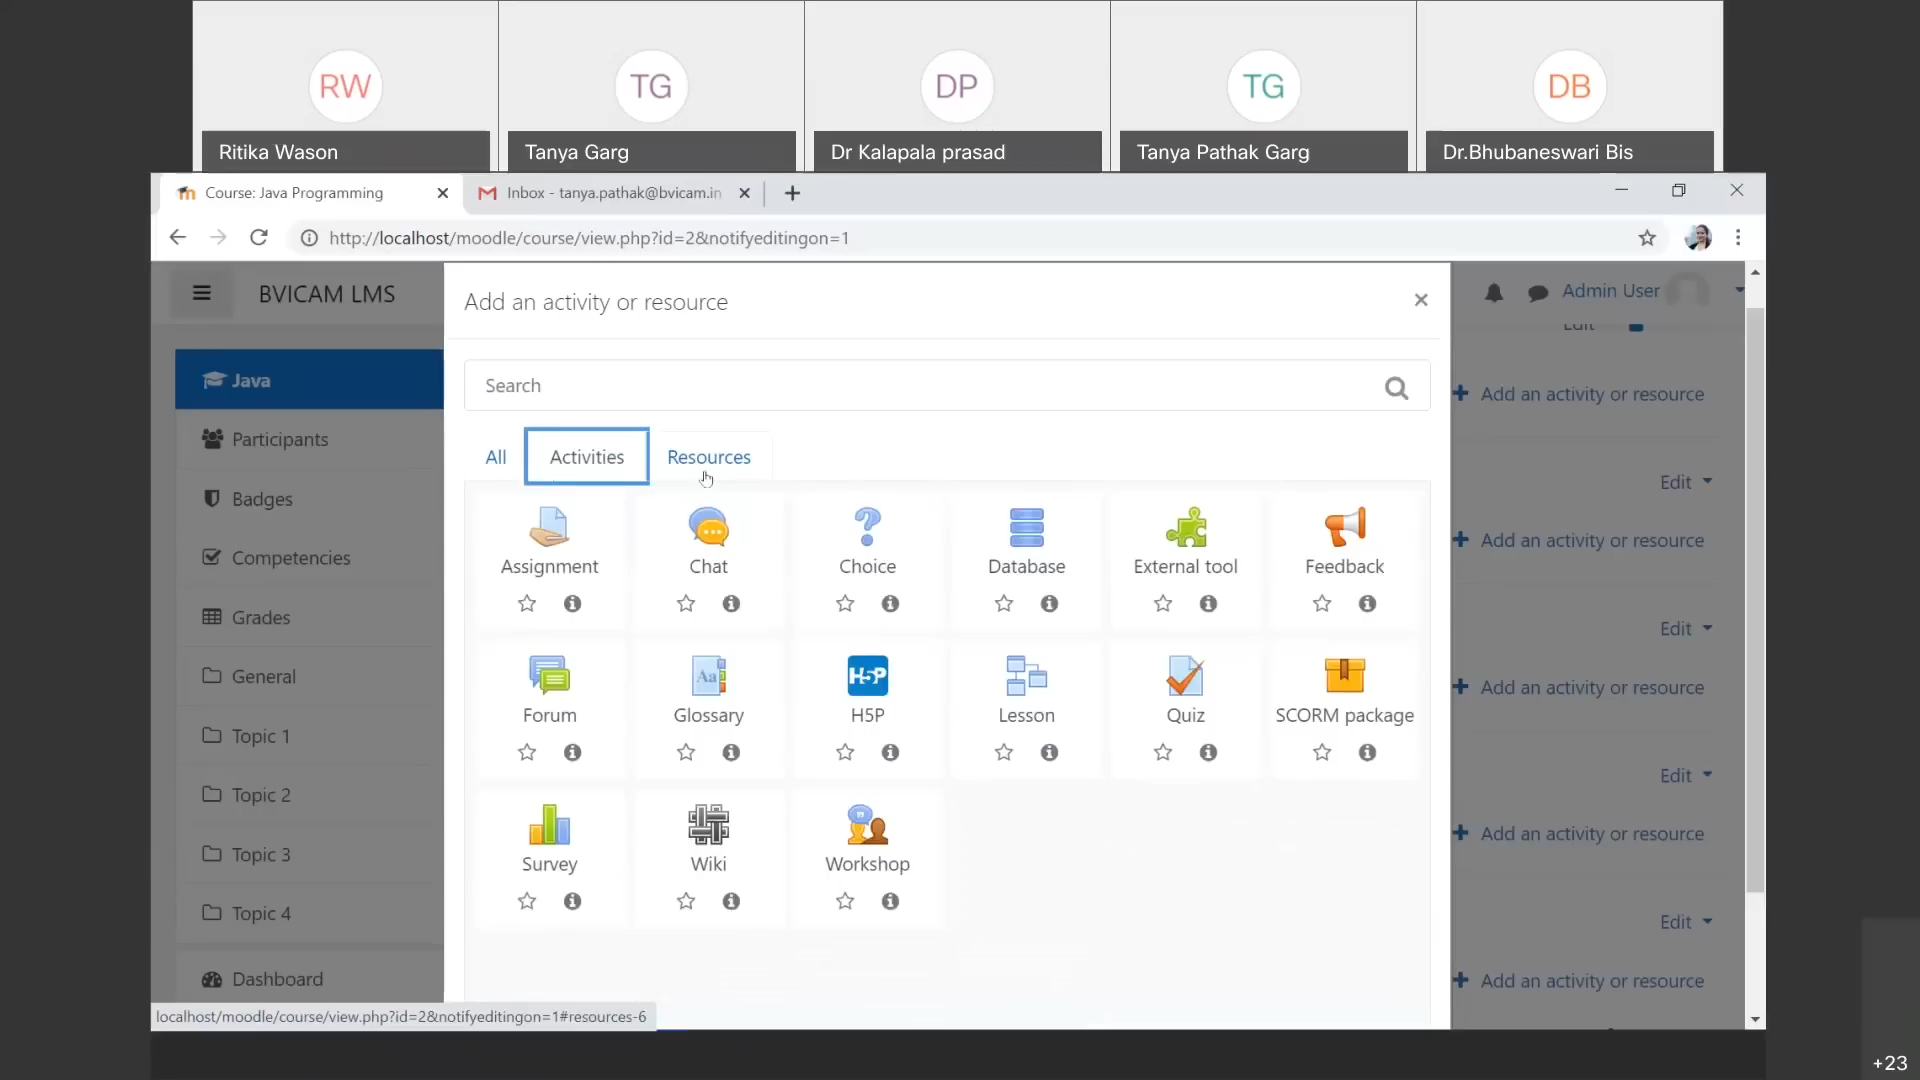 RW
TG
DP
TG
DB
Ritika Wason
Tanya Garg
Dr Kalapala prasad
Tanya Pathak Garg
Dr.Bhubaneswari Bis
Course: Java Programming
Inbox - tanya.pathak@bvicam.in
http://localhost/moodle/course/view.php?id=2&notifyeditingon=1
BVICAM LMS
Admin User
Java
Participants
Badges
Competencies
Grades
General
Topic 1
Topic 2
Topic 3
Topic 4
Dashboard
Add an activity or resource
Search
All
Activities
Resources
Assignment
Chat
Choice
Database
External tool
Feedback
Forum
Glossary
Aa
H5P
H5P
Lesson
Quiz
SCORM package
Survey
Wiki
Workshop
Edit
Add an activity or resource
Edit
Add an activity or resource
Edit
Add an activity or resource
Edit
Add an activity or resource
Edit
Add an activity or resource
localhost/moodle/course/view.php?id=2&notifyeditingon=1#resources-6
+23